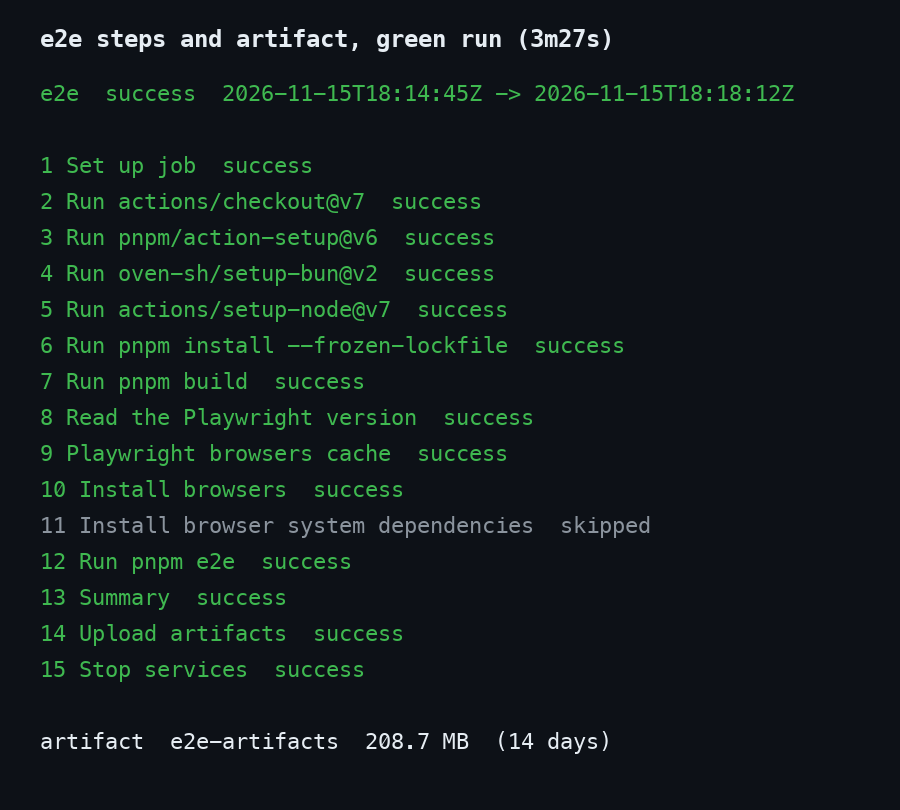 e2e steps and artifact, green run (3m27s)
e2e  success  2026-11-15T18:14:45Z -> 2026-11-15T18:18:12Z
1 Set up job  success
2 Run actions/checkout@v7  success
3 Run pnpm/action-setup@v6  success
4 Run oven-sh/setup-bun@v2  success
5 Run actions/setup-node@v7  success
6 Run pnpm install --frozen-lockfile  success
7 Run pnpm build  success
8 Read the Playwright version  success
9 Playwright browsers cache  success
10 Install browsers  success
11 Install browser system dependencies  skipped
12 Run pnpm e2e  success
13 Summary  success
14 Upload artifacts  success
15 Stop services  success
artifact  e2e-artifacts  208.7 MB  (14 days)